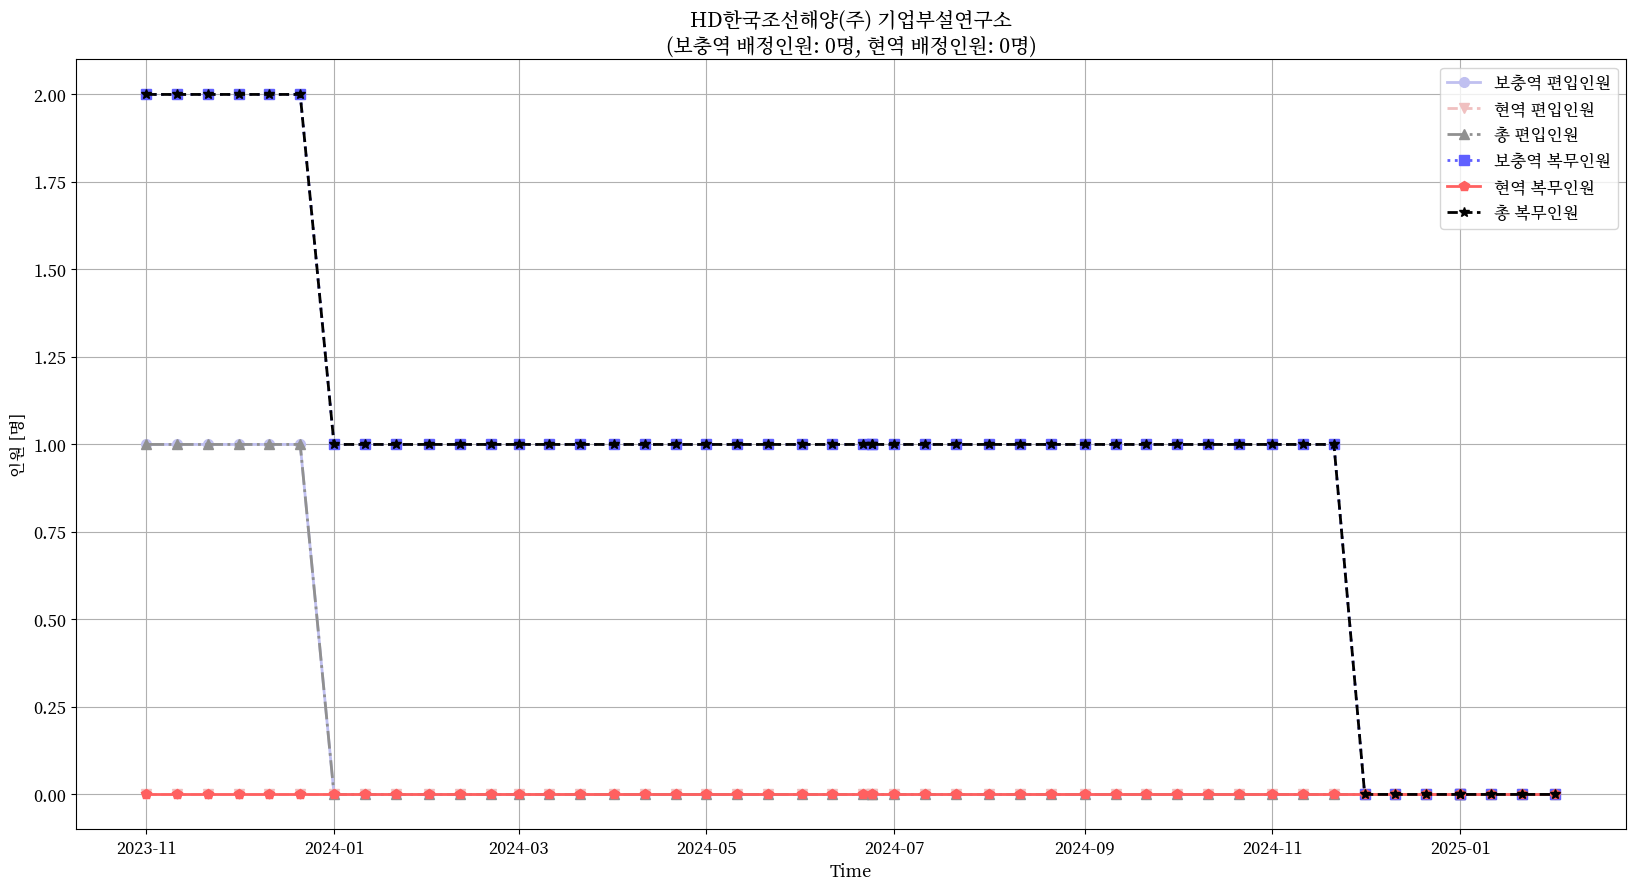 HD한국조선해양(주) 기업부설연구소
(보충역 배정인원: 0명, 현역 배정인원: 0명)
보충역 편입인원
현역 편입인원
총 편입인원
보충역 복무인원
현역 복무인원
총 복무인원
인원 [명]
2.00
1.75
1.50
1.25
1.00
0.75
0.50
0.25
0.00
2023-11
2024-01
2024-03
2024-05
2024-07
2024-09
2024-11
2025-01
Time